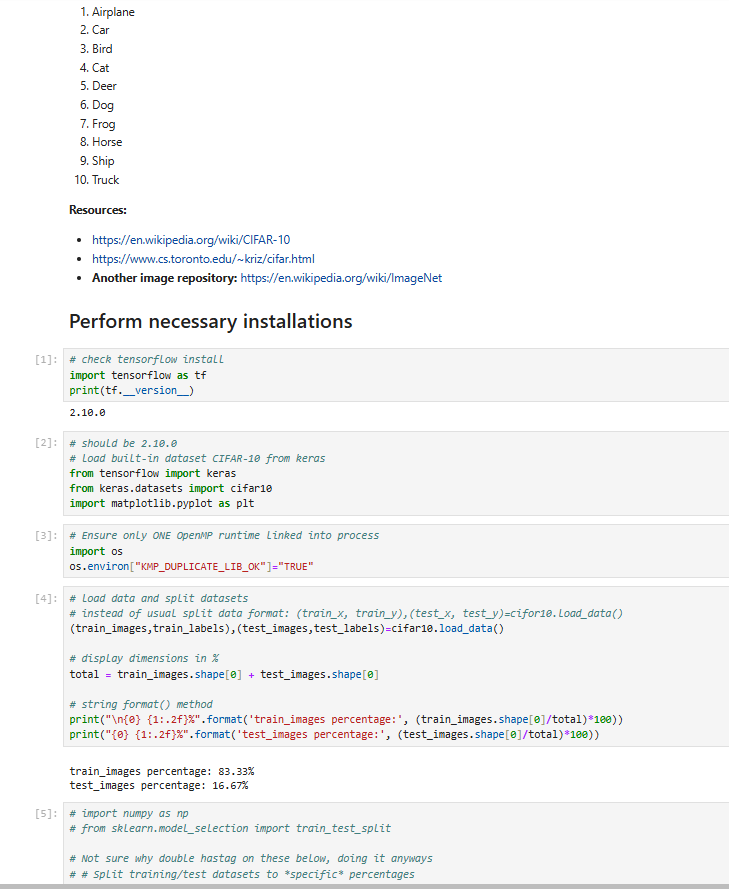 1. Airplane
2. Car
3. Bird
4. Cat
5. Deer
6. Dog
7. Frog
8. Horse
9. Ship
10. Truck
Resources:
• https://en.wikipedia.org/wiki/CIFAR-10
• https://www.cs.toronto.edu/~kriz/cifar.html
• Another image repository: https://en.wikipedia.org/wiki/ImageNet
Perform necessary installations
[1]: # check tensorflow install
import tensorflow as tf
print(tf.__version__)
2.10.0
[2]: # should be 2.10.0
# load built-in dataset CIFAR-10 from keras
from tensorflow import keras
from keras.datasets import cifar10
import matplotlib.pyplot as plt
[3]: # Ensure only ONE OpenMP runtime linked into process
import os
os.environ["KMP_DUPLICATE_LIB_OK"]="TRUE"
[4]: # load data and split datasets
# instead of usual split data format: (train_x, train_y),(test_x, test_y)=cifor10.load_data()
(train_images,train_labels),(test_images,test_labels)=cifar10.load_data()
# display dimensions in %
total = train_images.shape[0] + test_images.shape[0]
# string format() method
print("\n{0} {1:.2f}%".format('train_images percentage:', (train_images.shape[0]/total)*100))
print("{0} {1:.2f}%".format('test_images percentage:', (test_images.shape[0]/total)*100))
train_images percentage: 83.33%
test_images percentage: 16.67%
[5]: # import numpy as np
# from sklearn.model_selection import train_test_split
# Not sure why double hastag on these below, doing it anyways
# # Split training/test datasets to *specific* percentages